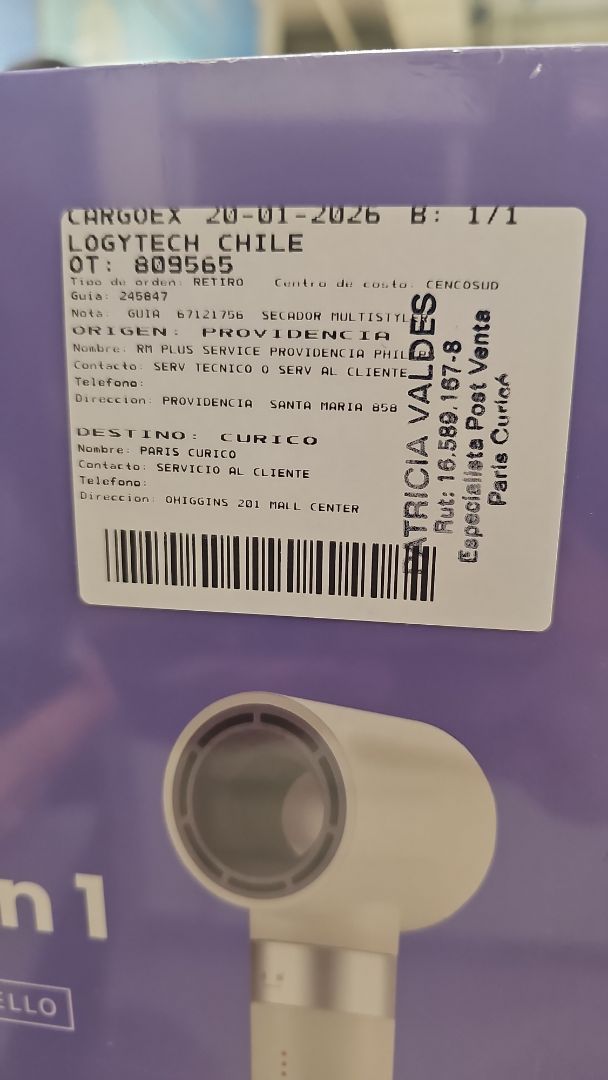 CARGOEX 20-01-2026 B: 1/1
LOGYTECH CHILE
OT: 809565
Tipo de orden: RETIRO Centro de costo: CENCOSUD
Guia: 245847
Nota: GUIA 67121756 SECADOR MULTISTYLER
ORIGEN: PROVIDENCIA
Nombre: RM PLUS SERVICE PROVIDENCIA
Contacto: SERV TECNICO O SERV AL CLIENTE
Telefono:
Direccion: PROVIDENCIA SANTA MARIA 858
DESTINO: CURICO
Nombre: PARIS CURICO
Contacto: SERVICIO AL CLIENTE
Telefono:
Direccion: OHIGGINS 201 MALL CENTER
PATRICIA VALDES
Rut: 16.589.167-8
Especialista Post Venta
Paris Curicó
n 1
ELLO